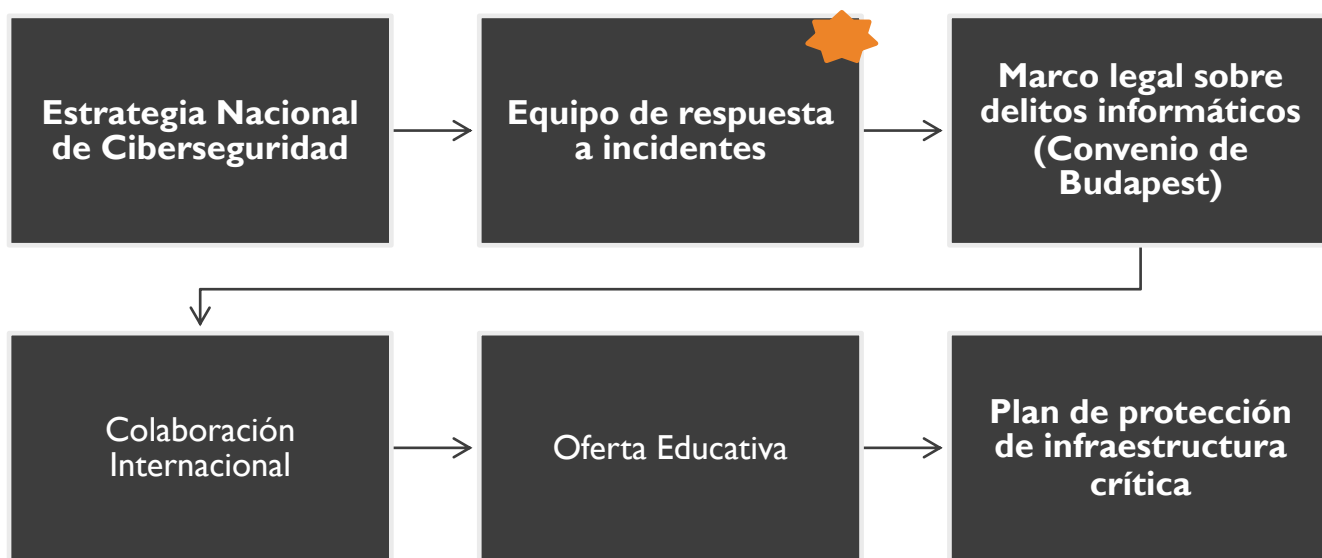 Estrategia Nacional
de Ciberseguridad
Equipo de respuesta
a incidentes
Marco legal sobre
delitos informáticos
(Convenio de
Budapest)
Colaboración
Internacional
Oferta Educativa
Plan de protección
de infraestructura
crítica